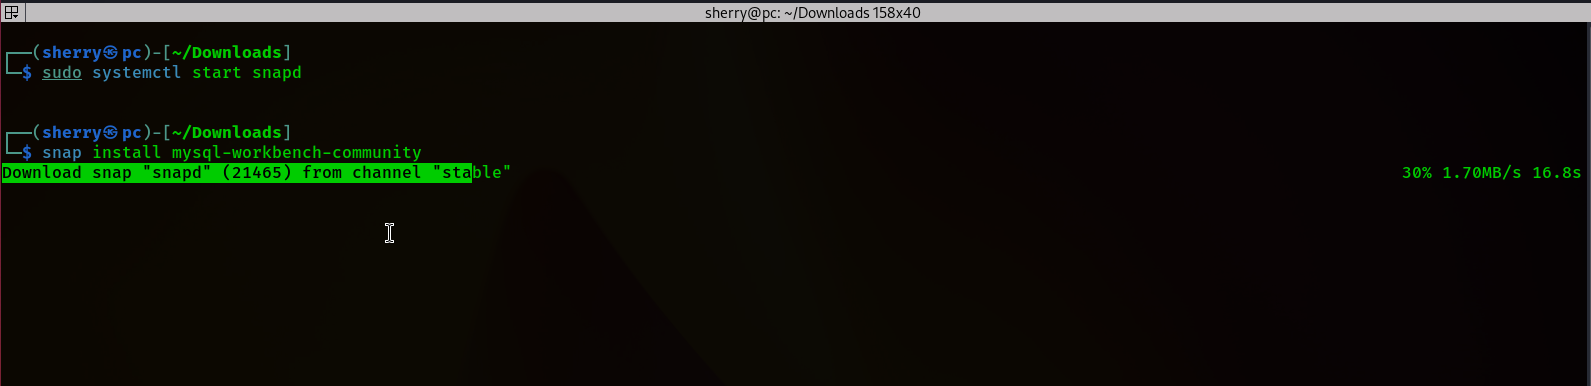 sherry@pc: ~/Downloads 158x40
┌──(sherry㉿pc)-[~/Downloads]
└─$ sudo systemctl start snapd
┌──(sherry㉿pc)-[~/Downloads]
└─$ snap install mysql-workbench-community
Download snap "snapd" (21465) from channel "stable" 30% 1.70MB/s 16.8s